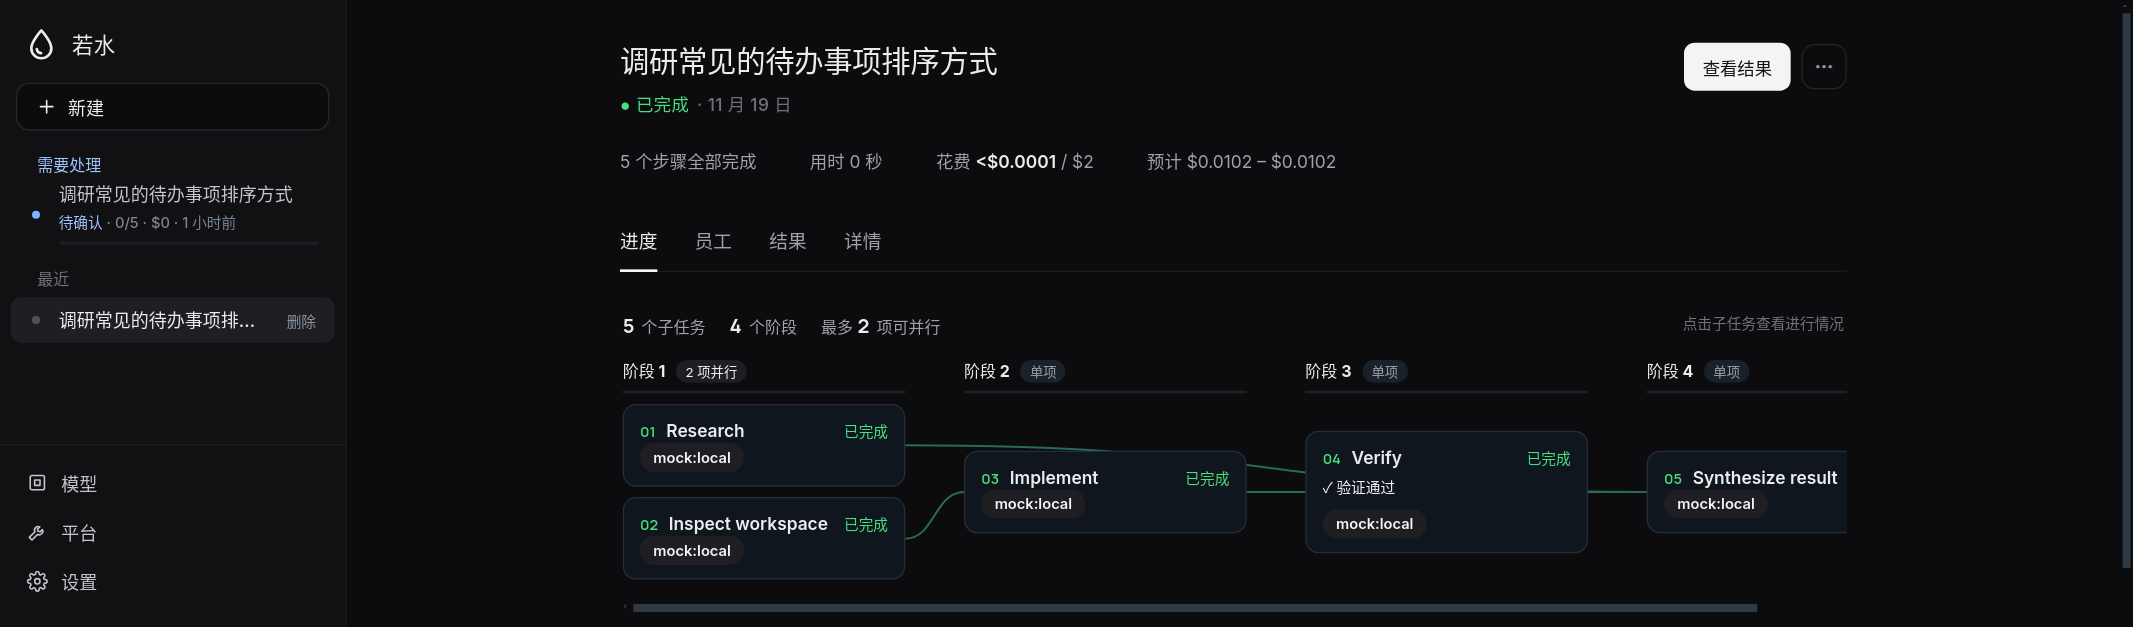 若水
新建
需要处理
调研常见的待办事项排序方式
待确认 · 0/5 · $0 · 1 小时前
最近
调研常见的待办事项排... 删除
模型
平台
设置
调研常见的待办事项排序方式
查看结果
已完成 · 11 月 19 日
5 个步骤全部完成 用时 0 秒 花费 <$0.0001 / $2 预计 $0.0102 – $0.0102
进度 员工 结果 详情
5 个子任务 4 个阶段 最多 2 项可并行 点击子任务查看进行情况
阶段 1 2 项并行
01 Research 已完成
mock:local
02 Inspect workspace 已完成
mock:local
阶段 2 单项
03 Implement 已完成
mock:local
阶段 3 单项
04 Verify 已完成
✓ 验证通过
mock:local
阶段 4 单项
05 Synthesize result
mock:local